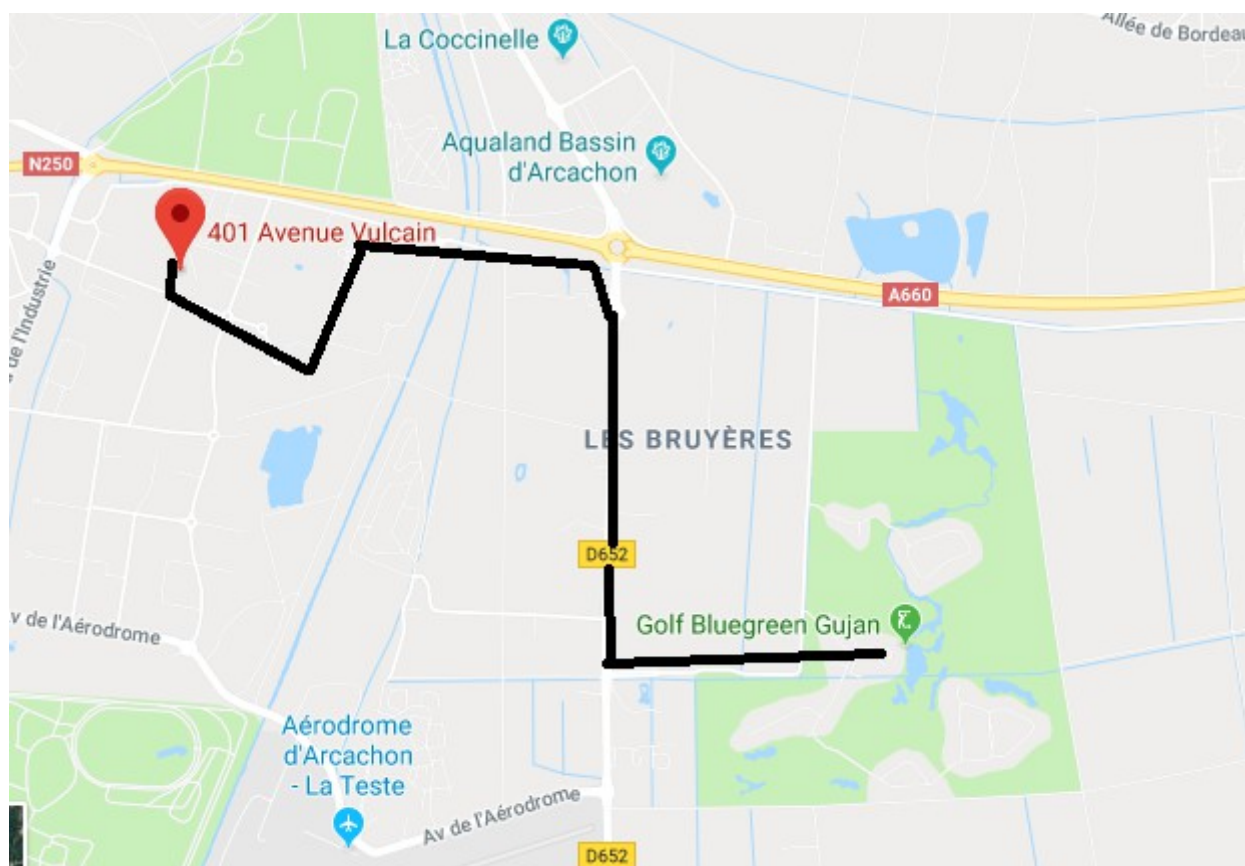 Allée de Bordeau
La Coccinelle
Aqualand Bassin
d'Arcachon
N250
401 Avenue Vulcain
de l'Industrie
A660
LES BRUYÈRES
D652
Golf Bluegreen Gujan
v de l'Aérodrome
Aérodrome
d'Arcachon
- La Teste
Av de l'Aérodrome
D652